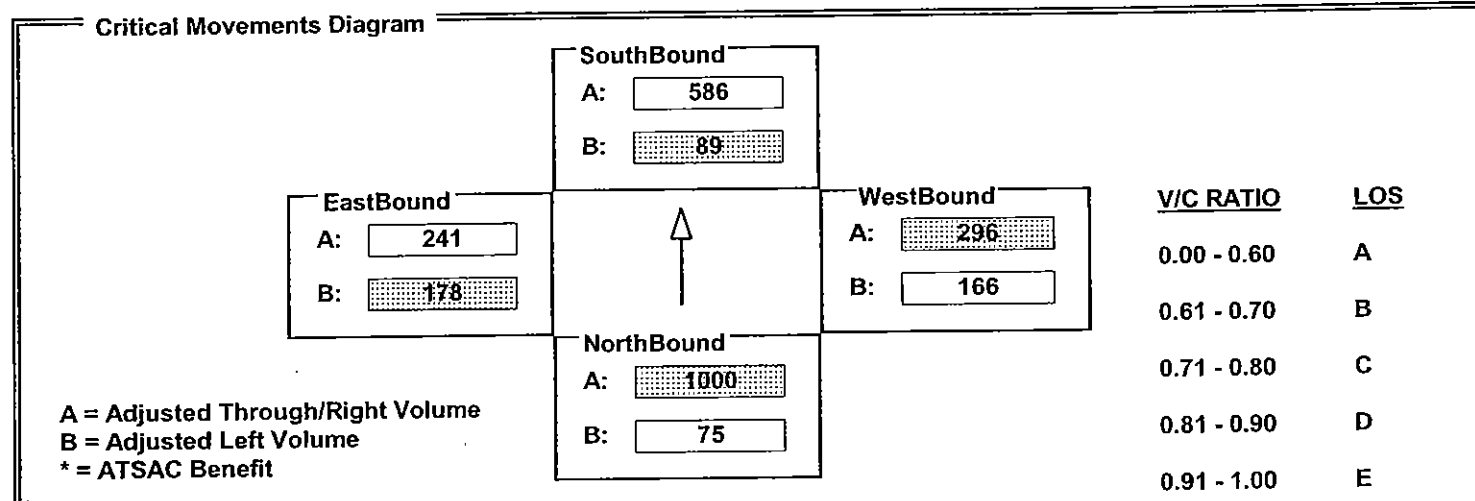 Critical Movements Diagram
SouthBound
A: 586
B: 89
EastBound
A: 241
B: 178
WestBound
A: 296
B: 166
NorthBound
A: 1000
B: 75
A = Adjusted Through/Right Volume
B = Adjusted Left Volume
* = ATSAC Benefit
V/C RATIO LOS
0.00 - 0.60 A
0.61 - 0.70 B
0.71 - 0.80 C
0.81 - 0.90 D
0.91 - 1.00 E